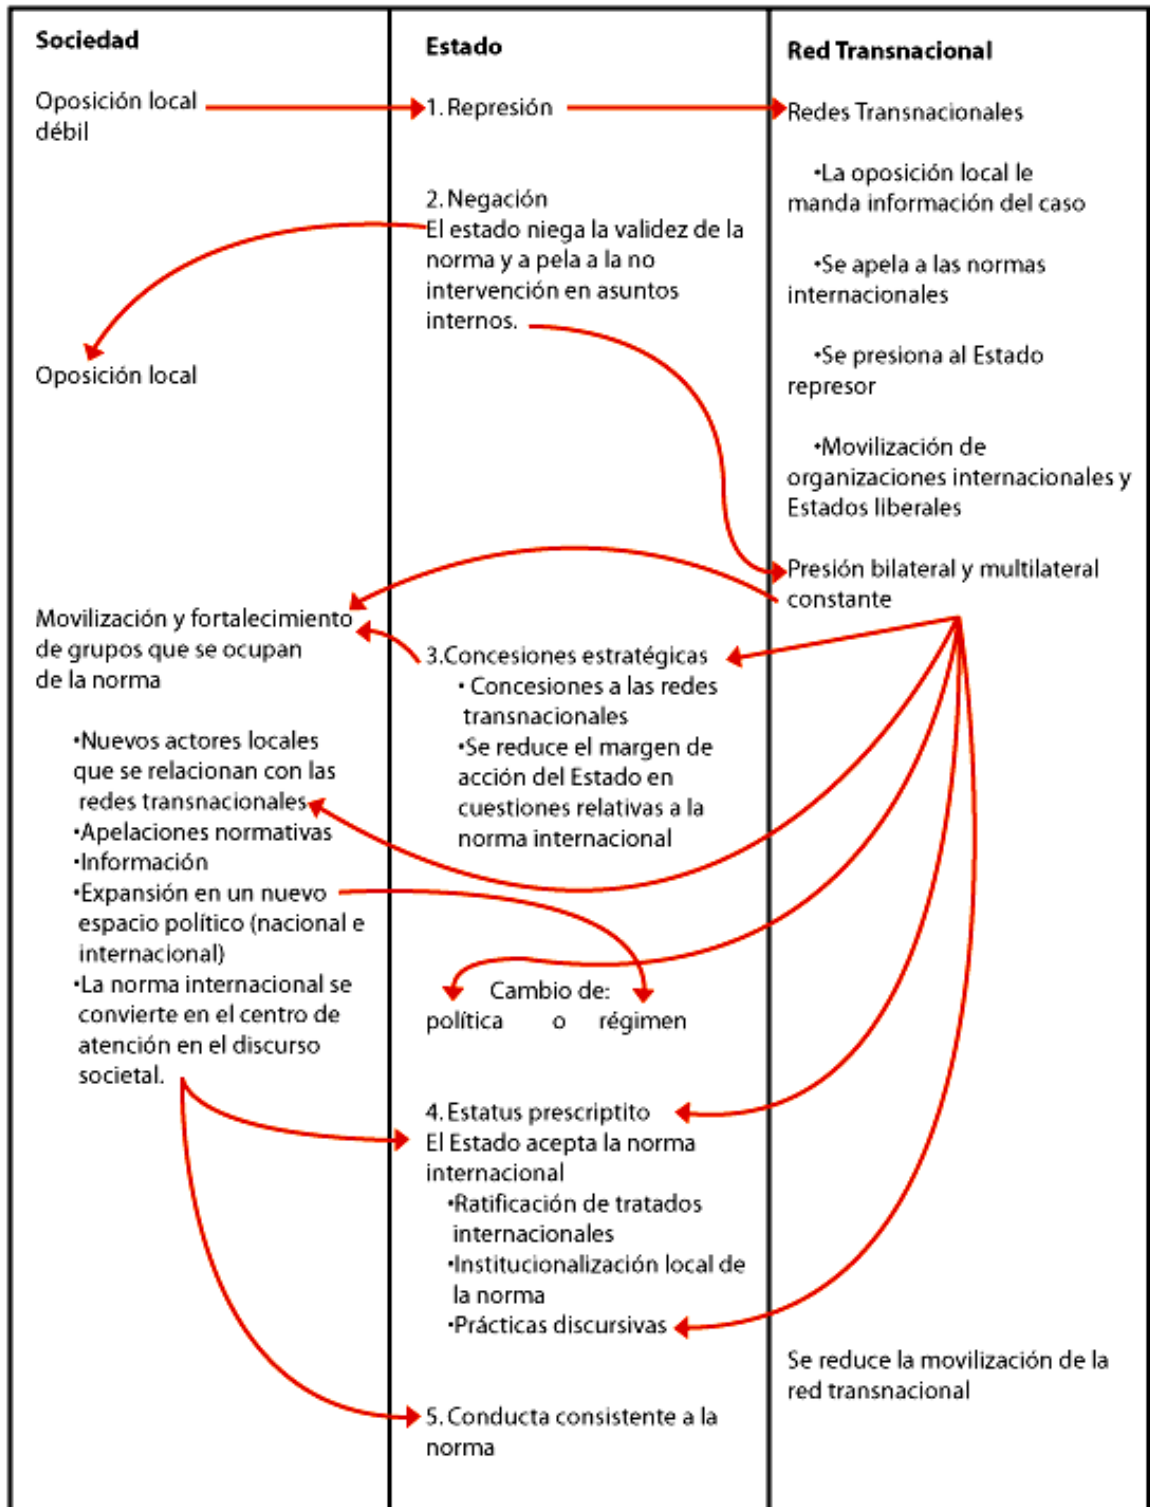 Sociedad
Oposición local
débil
Oposición local
Movilización y fortalecimiento
de grupos que se ocupan
de la norma
•Nuevos actores locales
que se relacionan con las
redes transnacionales
•Apelaciones normativas
•Información
•Expansión en un nuevo
espacio político (nacional e
internacional)
•La norma internacional se
convierte en el centro de
atención en el discurso
societal.
Estado
1. Represión
2. Negación
El estado niega la validez de la
norma y a pela a la no
intervención en asuntos
internos.
3.Concesiones estratégicas
• Concesiones a las redes
transnacionales
•Se reduce el margen de
acción del Estado en
cuestiones relativas a la
norma internacional
Cambio de:
política o régimen
4. Estatus prescriptito
El Estado acepta la norma
internacional
•Ratificación de tratados
internacionales
•Institucionalización local de
la norma
•Prácticas discursivas
5. Conducta consistente a la
norma
Red Transnacional
Redes Transnacionales
•La oposición local le
manda información del caso
•Se apela a las normas
internacionales
•Se presiona al Estado
represor
•Movilización de
organizaciones internacionales y
Estados liberales
Presión bilateral y multilateral
constante
Se reduce la movilización de la
red transnacional